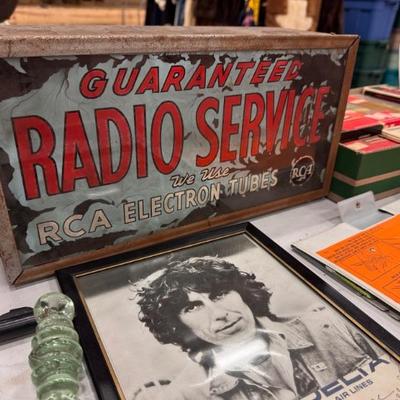 GUARANTEED
RADIO SERVICE
We Use
RCA ELECTRON TUBES
RCA
DELTA
AIR LINES